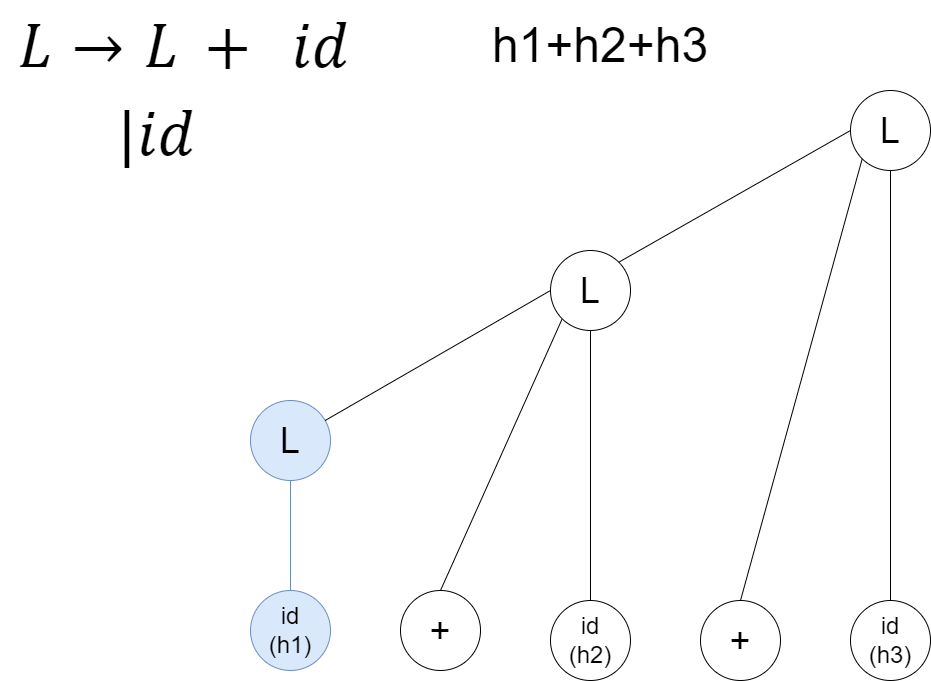 L → L + id
|id
h1+h2+h3
L
L
L
id
(h1)
+
id
(h2)
+
id
(h3)